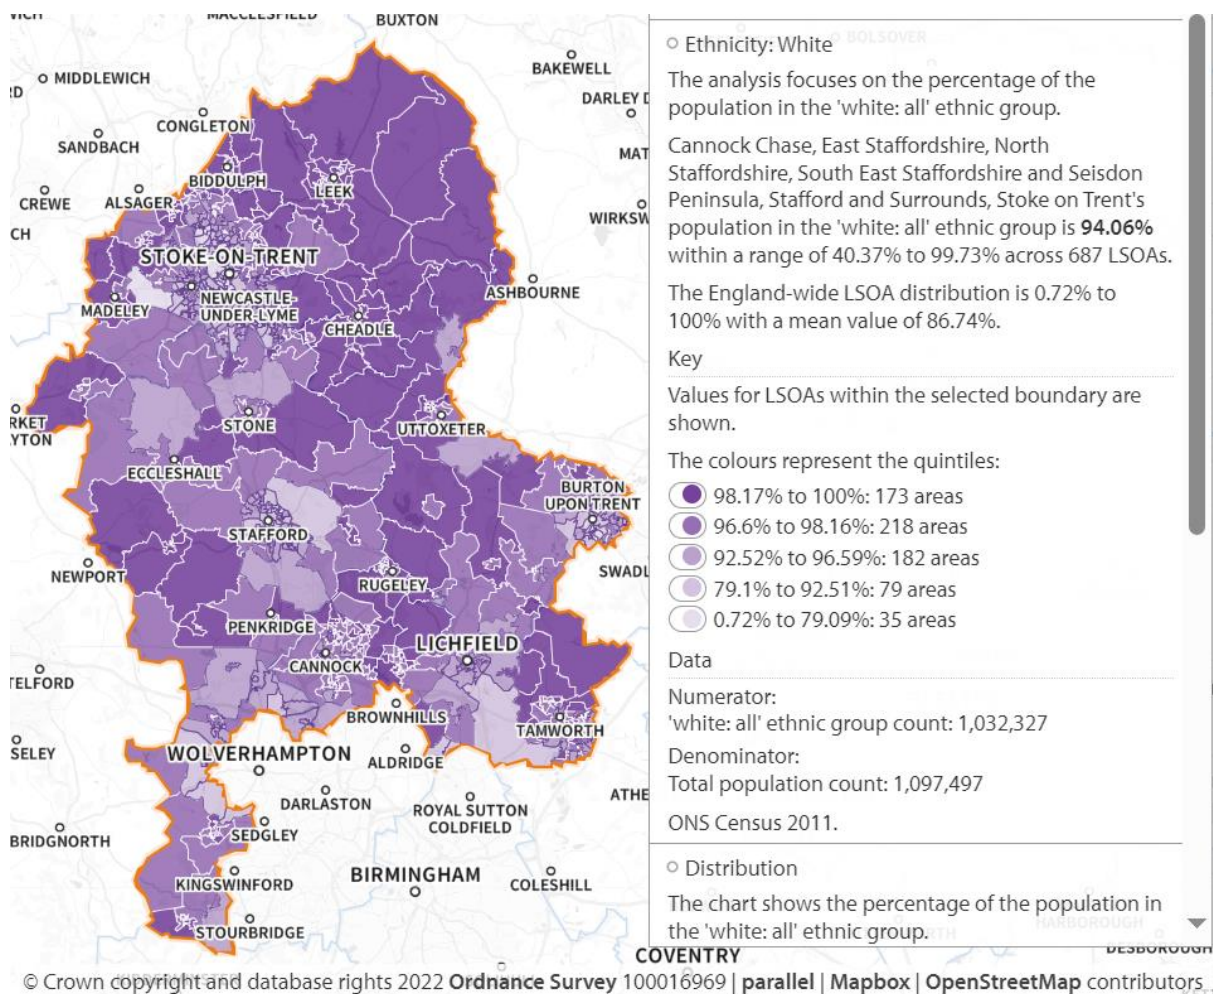 MACCLESFIELD
BUXTON
BAKEWELL
MIDDLEWICH
CONGLETON
SANDBACH
BIDDULPH
LEEK
CREWE
ALSAGER
STOKE-ON-TRENT
NEWCASTLE-
UNDER-LYME
MADELEY
ASHBOURNE
CHEADLE
STONE
UTTOXETER
ECCLESHALL
BURTON
UPON TRENT
STAFFORD
NEWPORT
RUGELEY
PENKRIDGE
LICHFIELD
CANNOCK
TELFORD
BROWNHILLS
TAMWORTH
WOLVERHAMPTON
ALDRIDGE
DARLASTON
ROYAL SUTTON
COLDFIELD
SEDGLEY
BRIDGNORTH
BIRMINGHAM
KINGSWINFORD
COLESHILL
STOURBRIDGE
COVENTRY
BOLSOVER
Ethnicity: White
The analysis focuses on the percentage of the
population in the 'white: all' ethnic group.
Cannock Chase, East Staffordshire, North
Staffordshire, South East Staffordshire and Seisdon
Peninsula, Stafford and Surrounds, Stoke on Trent's
population in the 'white: all' ethnic group is 94.06%
within a range of 40.37% to 99.73% across 687 LSOAs.
The England-wide LSOA distribution is 0.72% to
100% with a mean value of 86.74%.
Key
Values for LSOAs within the selected boundary are
shown.
The colours represent the quintiles:
98.17% to 100%: 173 areas
96.6% to 98.16%: 218 areas
92.52% to 96.59%: 182 areas
79.1% to 92.51%: 79 areas
0.72% to 79.09%: 35 areas
Data
Numerator:
'white: all' ethnic group count: 1,032,327
Denominator:
Total population count: 1,097,497
ONS Census 2011.
Distribution
The chart shows the percentage of the population in
the 'white: all' ethnic group.
HARBOROUGH
DESBOROUGH
© Crown copyright and database rights 2022 Ordnance Survey 100016969 | parallel | Mapbox | OpenStreetMap contributors